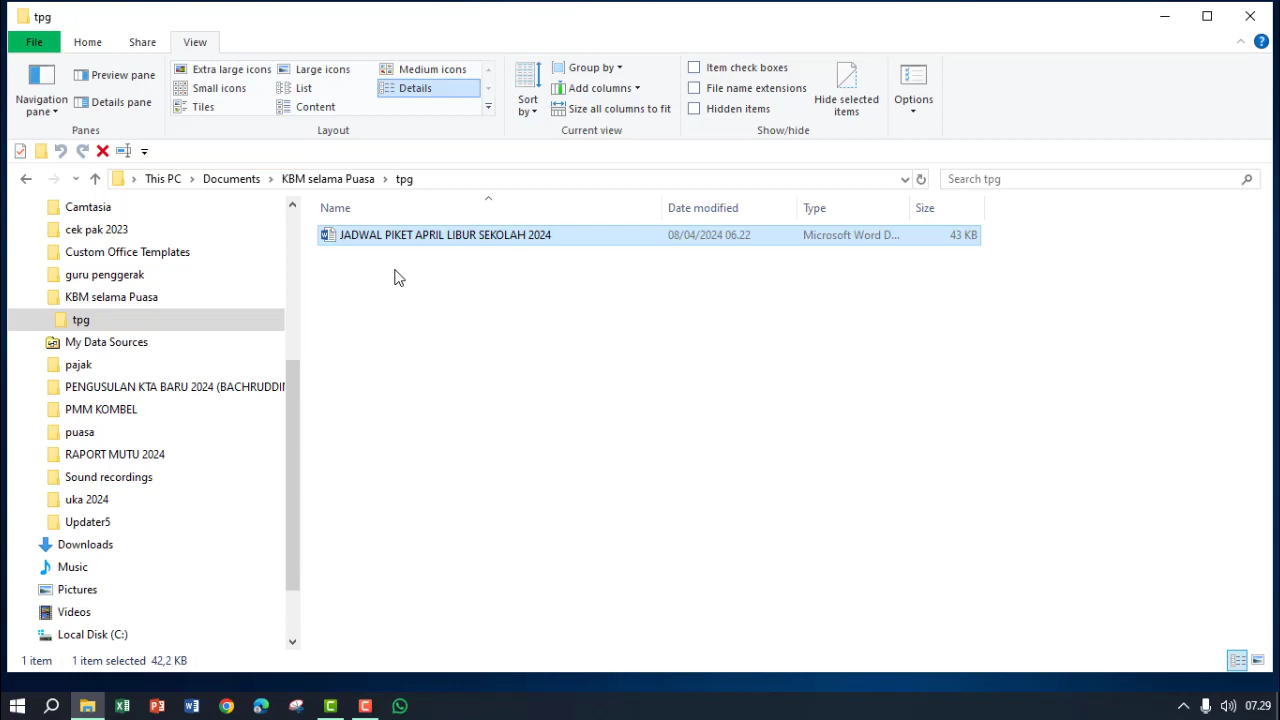 tpg
File Home Share View
Navigation pane
Preview pane
Details pane
Panes
Extra large icons Large icons Medium icons
Small icons List Details
Tiles Content
Layout
Sort by
Group by
Add columns
Size all columns to fit
Current view
Item check boxes
File name extensions
Hidden items
Hide selected items
Show/hide
Options
This PC Documents KBM selama Puasa tpg
Search tpg
Camtasia
cek pak 2023
Custom Office Templates
guru penggerak
KBM selama Puasa
tpg
My Data Sources
pajak
PENGUSULAN KTA BARU 2024 (BACHRUDDIN
PMM KOMBEL
puasa
RAPORT MUTU 2024
Sound recordings
uka 2024
Updater5
Downloads
Music
Pictures
Videos
Local Disk (C:)
Name Date modified Type Size
JADWAL PIKET APRIL LIBUR SEKOLAH 2024 08/04/2024 06.22 Microsoft Word D... 43 KB
1 item 1 item selected 42,2 KB
07.29